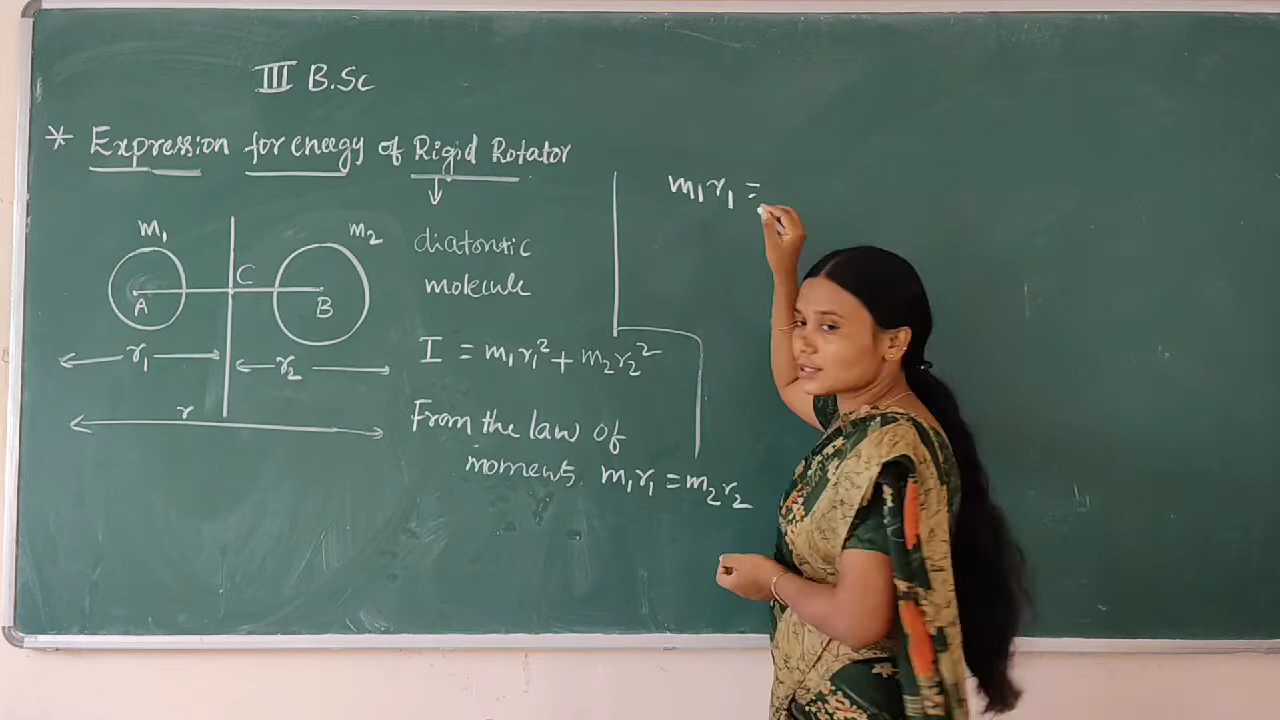 III B.Sc
* Expression for energy of Rigid Rotator
m₁
m₂
A
C
B
r₁
r₂
r
diatontic
molecule
I = m₁r₁² + m₂r₂²
From the law of
moments, m₁r₁ = m₂r₂
m₁r₁ =